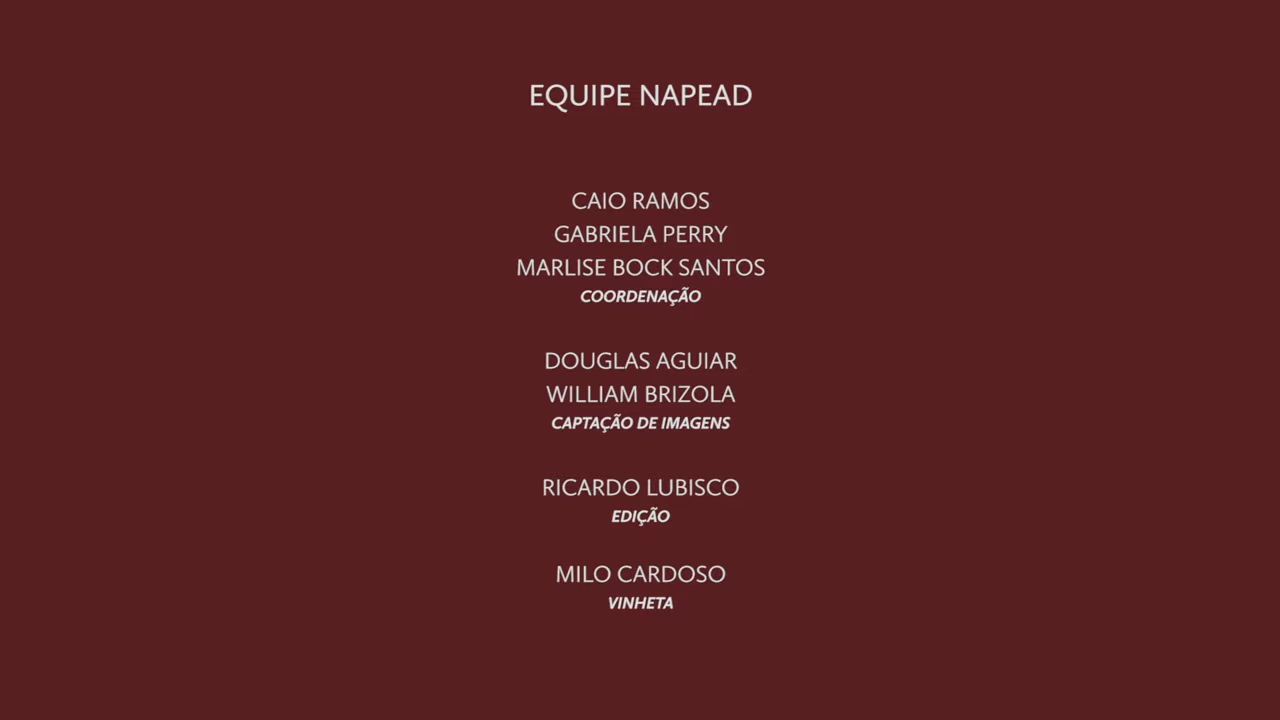 EQUIPE NAPEAD
CAIO RAMOS
GABRIELA PERRY
MARLISE BOCK SANTOS
COORDENAÇÃO
DOUGLAS AGUIAR
WILLIAM BRIZOLA
CAPTAÇÃO DE IMAGENS
RICARDO LUBISCO
EDIÇÃO
MILO CARDOSO
VINHETA